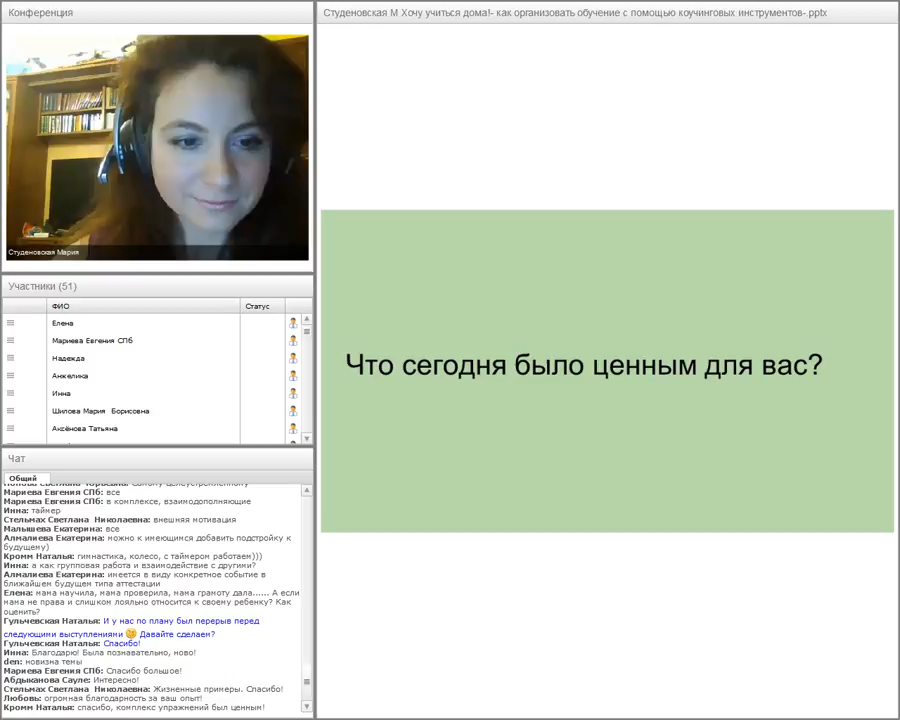 Конференция
Студеновская Мария
Участники (51)
ФИО
Статус
Елена
Мариева Евгения СПб
Надежда
Анжелика
Инна
Шилова Мария Борисовна
Аксёнова Татьяна
Чат
Общий
Мариева Евгения СПб: все
Мариева Евгения СПб: в комплексе, взаимодополняющие
Инна: таймер
Стельмах Светлана Николаевна: внешняя мотивация
Малышева Екатерина: все
Алмалиева Екатерина: можно к имеющимся добавить подстройку к
будущему)
Кромм Наталья: гимнастика, колесо, с таймером работаем)))
Инна: а как групповая работа и взаимодействие с другими?
Алмалиева Екатерина: имеется в виду конкретное событие в
ближайшем будущем типа аттестации
Елена: мама научила, мама проверила, мама грамоту дала...... А если
мама не права и слишком лояльно относится к своему ребенку? Как
оценить?
Гульчевская Наталья: И у нас по плану был перерыв перед
следующими выступлениями Давайте сделаем?
Гульчевская Наталья: Спасибо!
Инна: Благодарю! Была познавательно, ново!
den: новизна темы
Мариева Евгения СПб: Спасибо большое!
Абдыканова Сауле: Интересно!
Стельмах Светлана Николаевна: Жизненные примеры. Спасибо!
Любовь: огромная благодарность за ваш опыт!
Кромм Наталья: спасибо, комплекс упражнений был ценным!
Студеновская М Хочу учиться дома!- как организовать обучение с помощью коучинговых инструментов-.pptx
Что сегодня было ценным для вас?